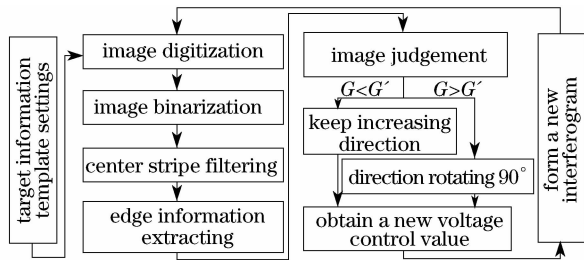 target information
template settings
image digitization
image binarization
center stripe filtering
edge information
extracting
image judgement
G<G′
G>G′
keep increasing
direction
direction rotating 90°
obtain a new voltage
control value
form a new
interferogram